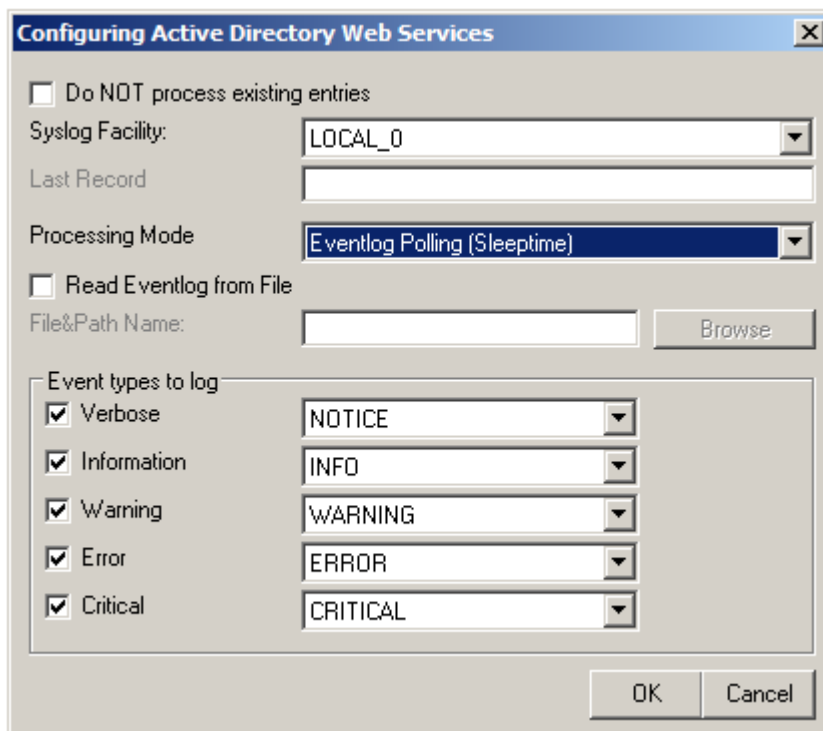 Configuring Active Directory Web Services
Do NOT process existing entries
Syslog Facility: LOCAL_0
Last Record
Processing Mode Eventlog Polling (Sleeptime)
Read Eventlog from File
File&Path Name: Browse
Event types to log
Verbose NOTICE
Information INFO
Warning WARNING
Error ERROR
Critical CRITICAL
OK Cancel